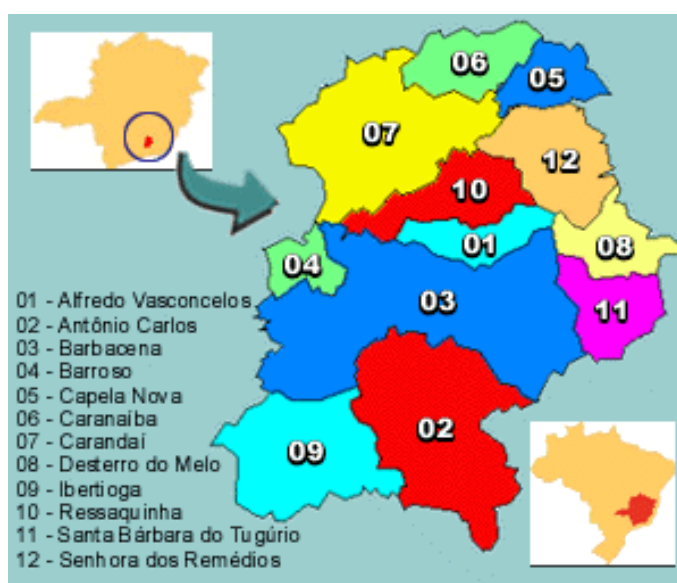 06
05
07
12
10
01
08
04
03
11
02
09
01 - Alfredo Vasconcelos
02 - Antônio Carlos
03 - Barbacena
04 - Barroso
05 - Capela Nova
06 - Caranaíba
07 - Carandaí
08 - Desterro do Melo
09 - Ibertioga
10 - Ressaquinha
11 - Santa Bárbara do Tugúrio
12 - Senhora dos Remédios